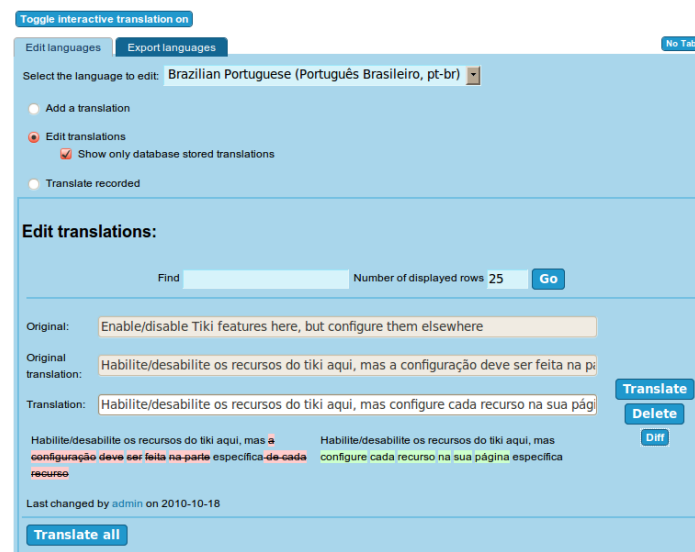 Toggle interactive translation on
Edit languages Export languages No Tab
Select the language to edit: Brazilian Portuguese (Português Brasileiro, pt-br)
Add a translation
Edit translations
Show only database stored translations
Translate recorded
Edit translations:
Find Number of displayed rows 25 Go
Original: Enable/disable Tiki features here, but configure them elsewhere
Original
translation: Habilite/desabilite os recursos do tiki aqui, mas a configuração deve ser feita na pa
Translate
Translation: Habilite/desabilite os recursos do tiki aqui, mas configure cada recurso na sua pági
Delete
Habilite/desabilite os recursos do tiki aqui, mas a Habilite/desabilite os recursos do tiki aqui, mas Diff
configuração deve ser feita na parte específica de cada configure cada recurso na sua página específica
recurso
Last changed by admin on 2010-10-18
Translate all